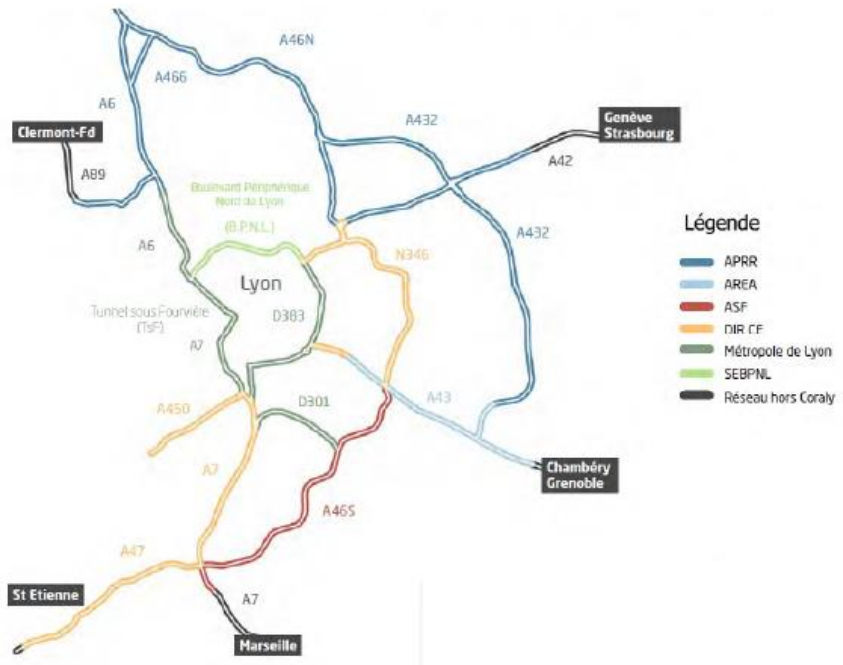 A46N
A466
A6
A432
Genève
Strasbourg
Clermont-Fd
A42
A89
Boulevard Périphérique
Nord de Lyon
(B.P.N.L.)
A432
A6
N346
Lyon
Tunnel sous Fourvière
(TsF)
D383
A7
A43
A450
D301
Chambéry
Grenoble
A7
A46S
A47
St Etienne
A7
Marseille
Légende
APRR
AREA
ASF
DIR CE
Métropole de Lyon
SEBPNL
Réseau hors Coraly